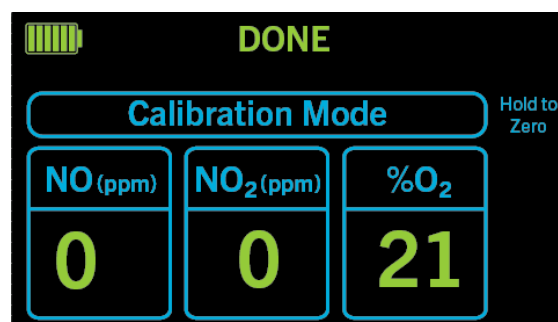 DONE
Calibration Mode
Hold to
Zero
NO (ppm) NO₂ (ppm) %O₂
0 0 21